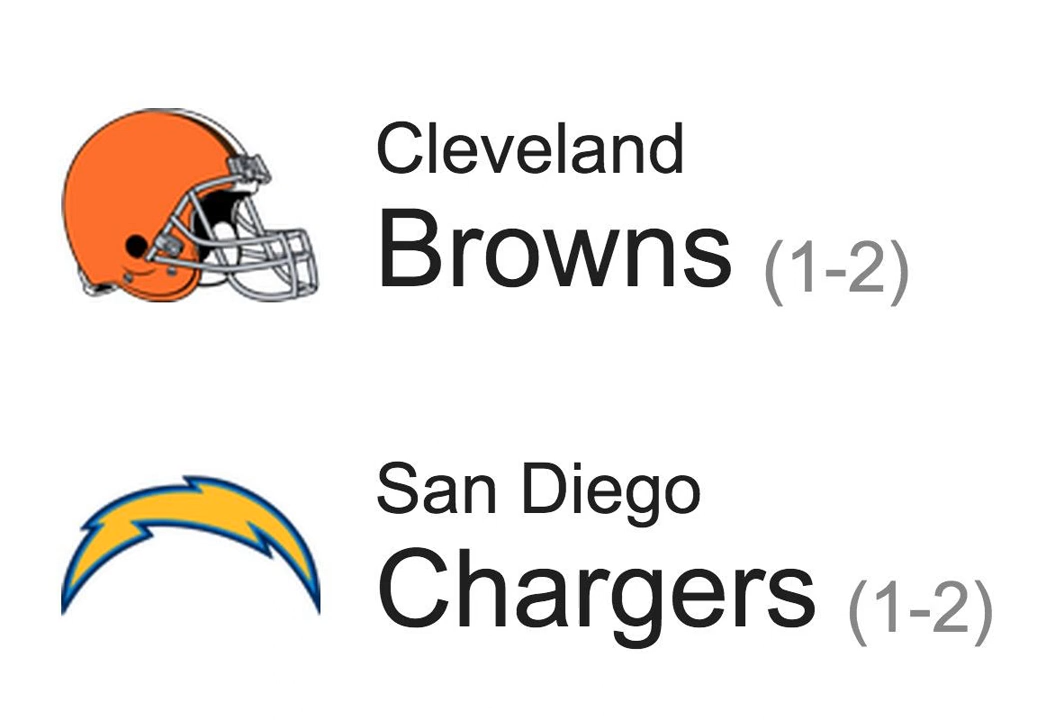 Cleveland
Browns (1-2)
San Diego
Chargers (1-2)